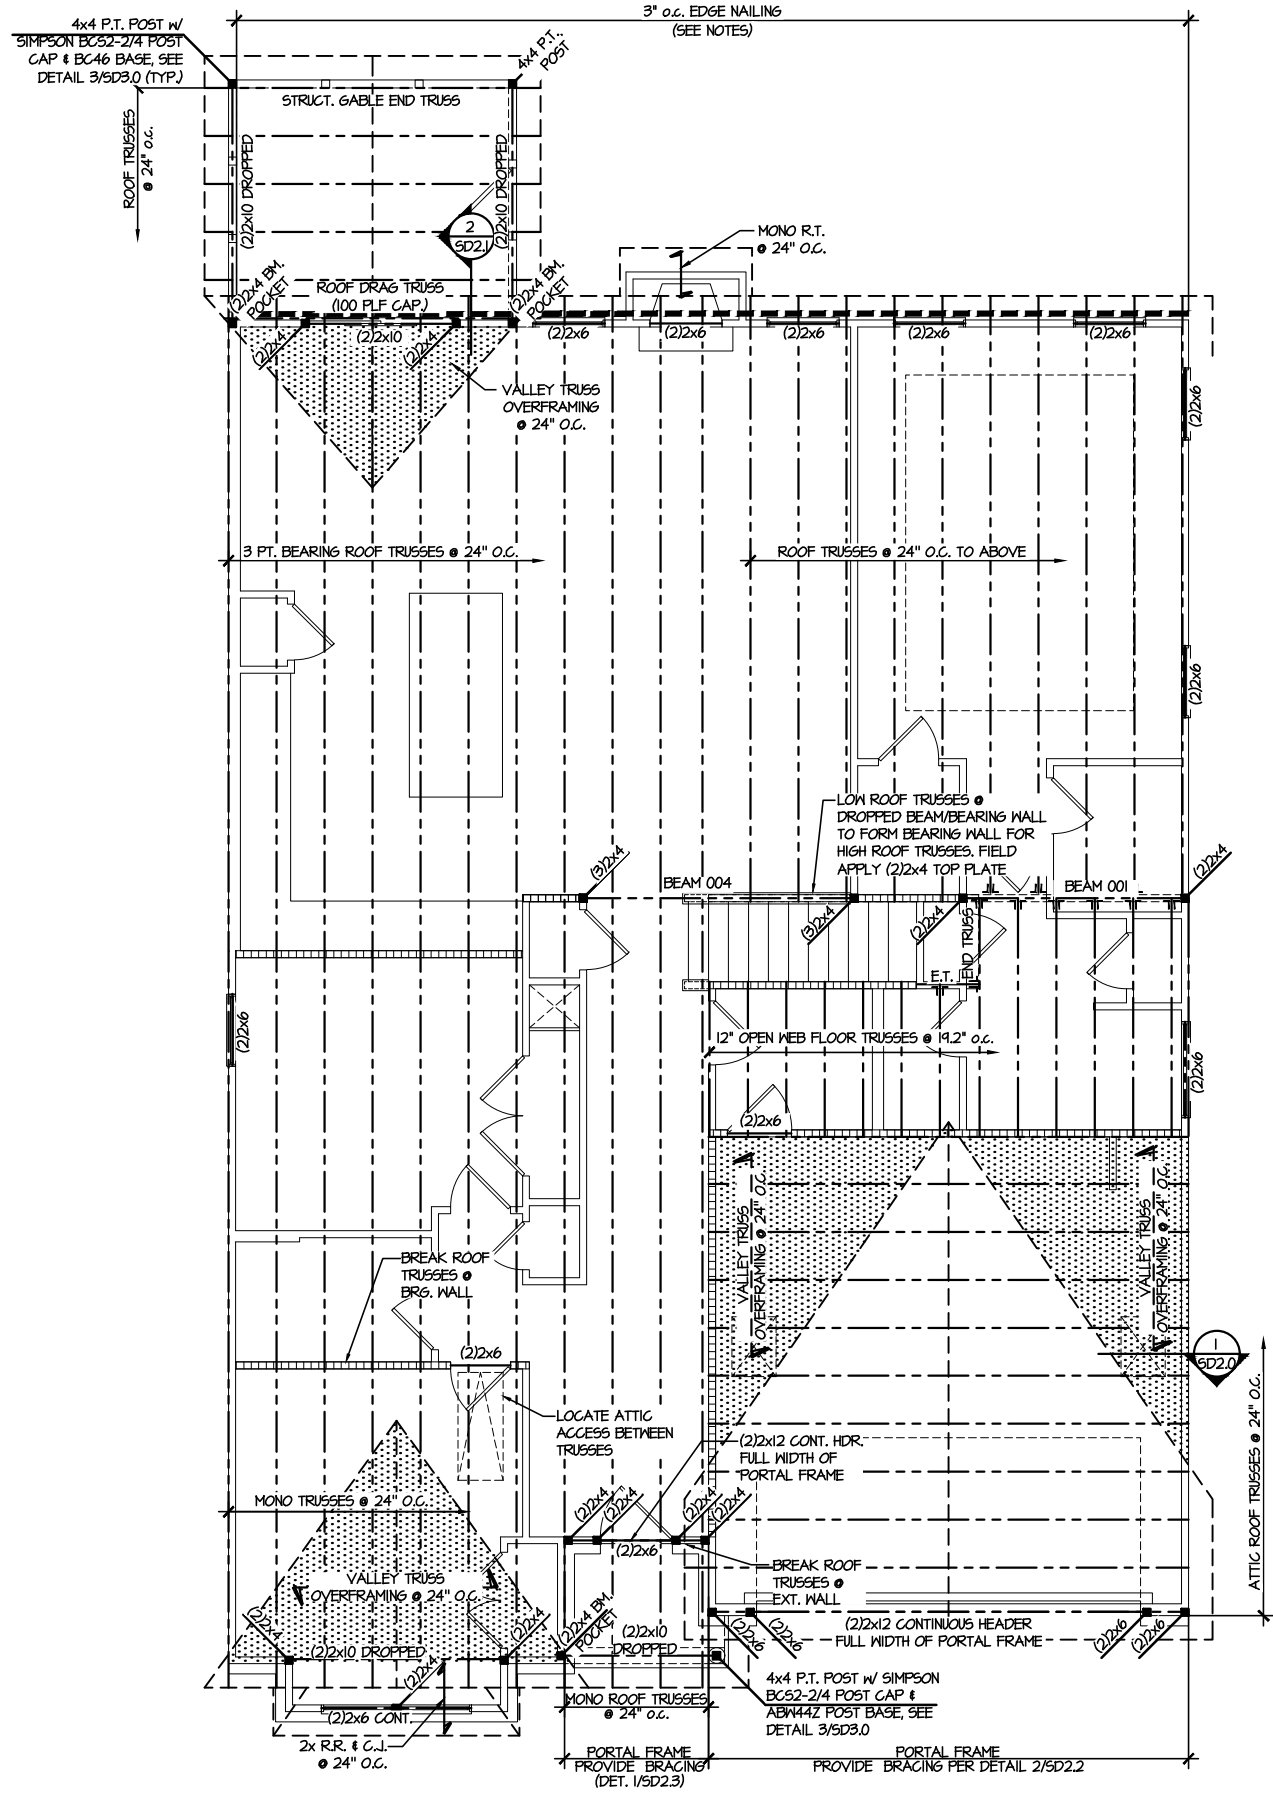 3" o.c. EDGE NAILING
(SEE NOTES)
4x4 P.T. POST w/
SIMPSON BCS2-2/4 POST
CAP & BC46 BASE, SEE
DETAIL 3/SD3.0 (TYP.)
4x4 P.T..
POST
STRUCT. GABLE END TRUSS
ROOF TRUSSES
@ 24" O.C.
(2)2x10 DROPPED
(2)2x10 DROPPED
2
SD2.1
MONO R.T.
@ 24" O.C.
(2)2x4 BM.
POCKET
ROOF DRAG TRUSS
(100 PLF CAP.)
(2)2x4 BM.
POCKET
(2)2x4
(2)2x10
(2)2x4
(2)2x6
(2)2x6
(2)2x6
(2)2x6
(2)2x6
VALLEY TRUSS
OVERFRAMING
@ 24" O.C.
(2)2x6
3 PT. BEARING ROOF TRUSSES @ 24" O.C.
ROOF TRUSSES @ 24" O.C. TO ABOVE
(2)2x6
LOW ROOF TRUSSES @
DROPPED BEAM/BEARING WALL
TO FORM BEARING WALL FOR
HIGH ROOF TRUSSES. FIELD
APPLY (2)2x4 TOP PLATE
(3)2x4
BEAM 004
BEAM 001
(2)2x4
(3)2x4
(2)2x4
END TRUSS
E.T.
(2)2x6
12" OPEN WEB FLOOR TRUSSES @ 19.2" o.c.
(2)2x6
(2)2x6
VALLEY TRUSS
OVERFRAMING @ 24" O.C.
VALLEY TRUSS
OVERFRAMING @ 24" O.C.
BREAK ROOF
TRUSSES @
BRG. WALL
(2)2x6
1
SD2.0
ATTIC ROOF TRUSSES @ 24" O.C.
LOCATE ATTIC
ACCESS BETWEEN
TRUSSES
(2)2x12 CONT. HDR.
FULL WIDTH OF
PORTAL FRAME
MONO TRUSSES @ 24" O.C.
(2)2x4
(2)2x4
(2)2x4
(2)2x4
(2)2x6
BREAK ROOF
TRUSSES @
EXT. WALL
VALLEY TRUSS
OVERFRAMING @ 24" O.C.
(2)2x4
(2)2x10 DROPPED
(2)2x4
(2)2x4 BM.
POCKET
(2)2x10
DROPPED
(2)2x6
(2)2x6
(2)2x12 CONTINUOUS HEADER
FULL WIDTH OF PORTAL FRAME
(2)2x6
(2)2x6
(2)2x4
(2)2x6 CONT.
4x4 P.T. POST w/ SIMPSON
BCS2-2/4 POST CAP &
ABW44Z POST BASE, SEE
DETAIL 3/SD3.0
MONO ROOF TRUSSES
@ 24" o.c.
2x R.R. & C.J.
@ 24" O.C.
PORTAL FRAME
PROVIDE BRACING
(DET. 1/SD2.3)
PORTAL FRAME
PROVIDE BRACING PER DETAIL 2/SD2.2